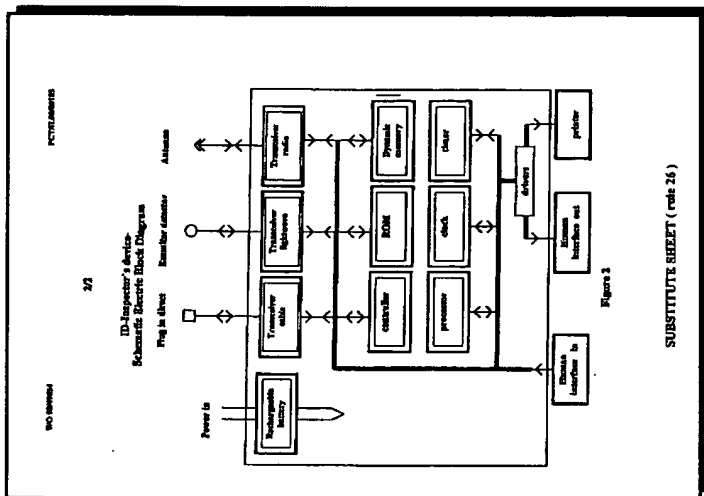 WO
2/2
ID-Inspector's device-
Schematic Electric Block Diagram
Power in
Plug in direct
detector
Antenna
Rechargeable
battery
Transceiver
cable
Transceiver
lightwave
Transceiver
radio
controller
ROM
Dynamic
memory
procesor
clock
timer
drivers
Human
interface in
Human
interface out
printer
Figure 2
SUBSTITUTE SHEET ( rule 26 )